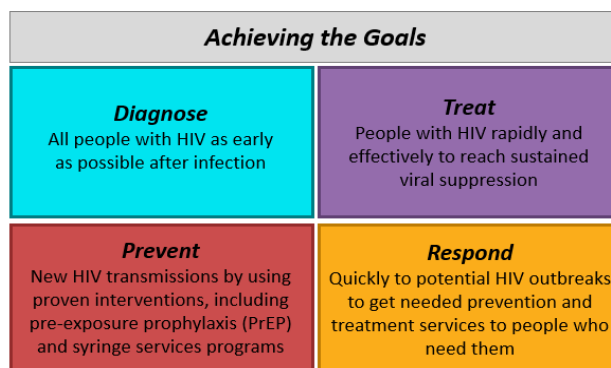 Achieving the Goals
Diagnose
All people with HIV as early
as possible after infection
Treat
People with HIV rapidly and
effectively to reach sustained
viral suppression
Prevent
New HIV transmissions by using
proven interventions, including
pre-exposure prophylaxis (PrEP)
and syringe services programs
Respond
Quickly to potential HIV outbreaks
to get needed prevention and
treatment services to people who
need them